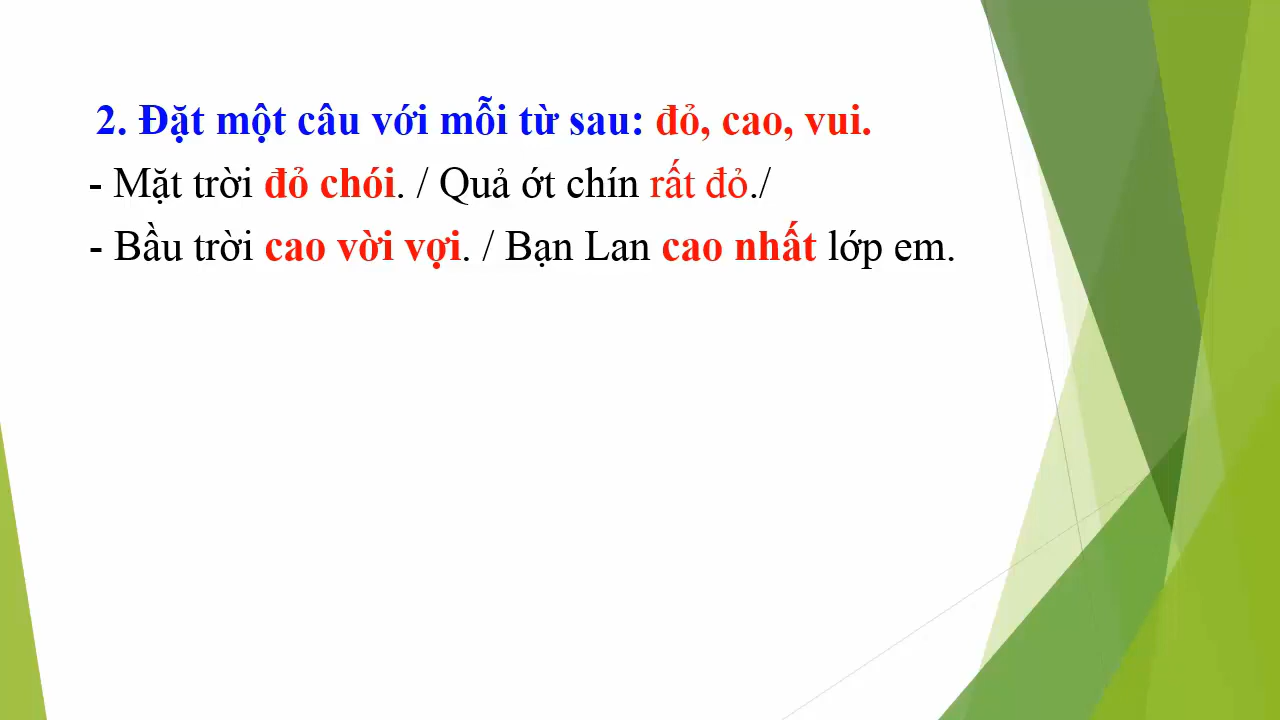 2. Đặt một câu với mỗi từ sau: đỏ, cao, vui.
- Mặt trời đỏ chói. / Quả ớt chín rất đỏ./
- Bầu trời cao vời vợi. / Bạn Lan cao nhất lớp em.